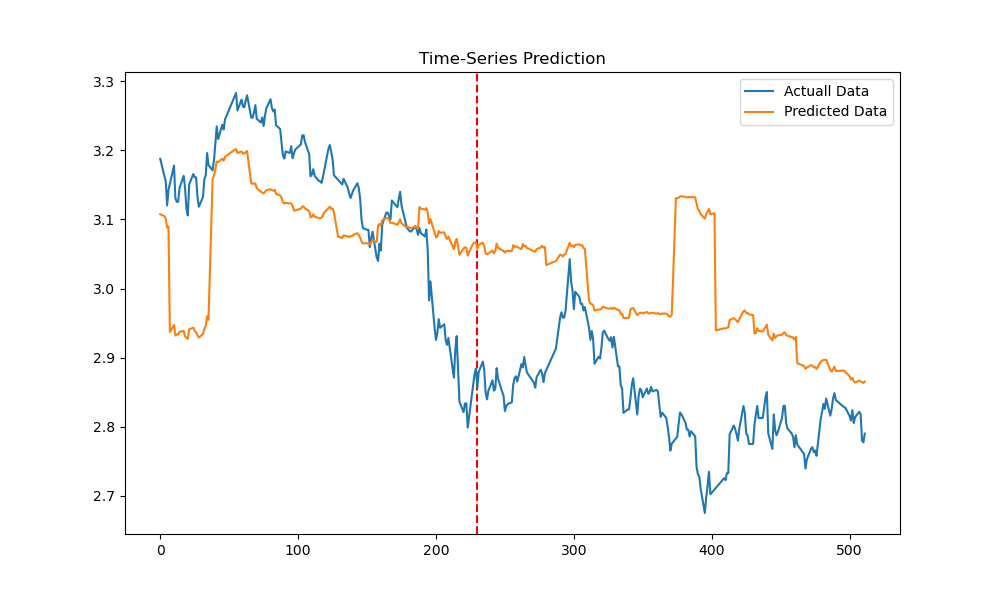 Time-Series Prediction
Actuall Data
Predicted Data
3.3
3.2
3.1
3.0
2.9
2.8
2.7
0 100 200 300 400 500